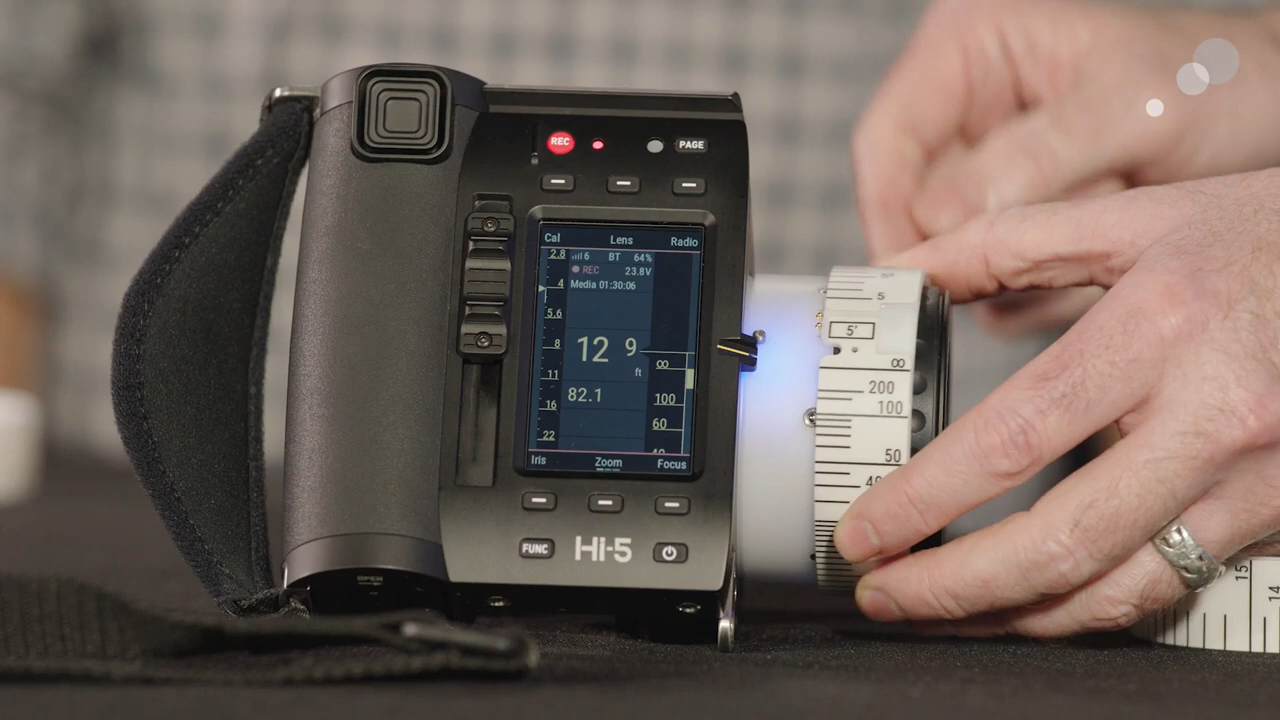 REC
PAGE
Cal Lens Radio
2.8
6 BT 64%
REC 23.8V
4
Media 01:30:06
5.6
8
12 9
ft
∞
11
82.1
100
16
60
22
Iris Zoom Focus
FUNC
Hi-5
OPEN
5
5'
∞
200
100
50
15
14